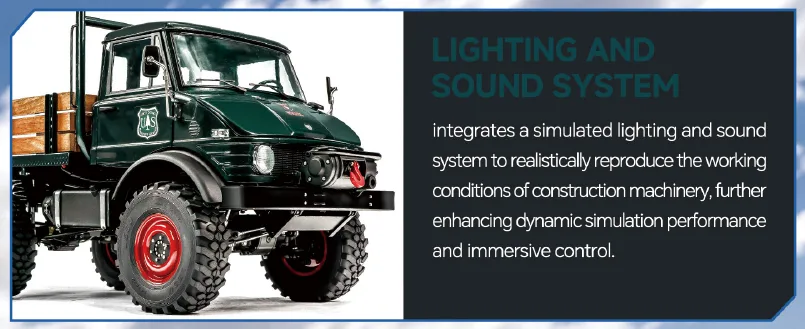 LIGHTING AND
SOUND SYSTEM
integrates a simulated lighting and sound
system to realistically reproduce the working
conditions of construction machinery, further
enhancing dynamic simulation performance
and immersive control.